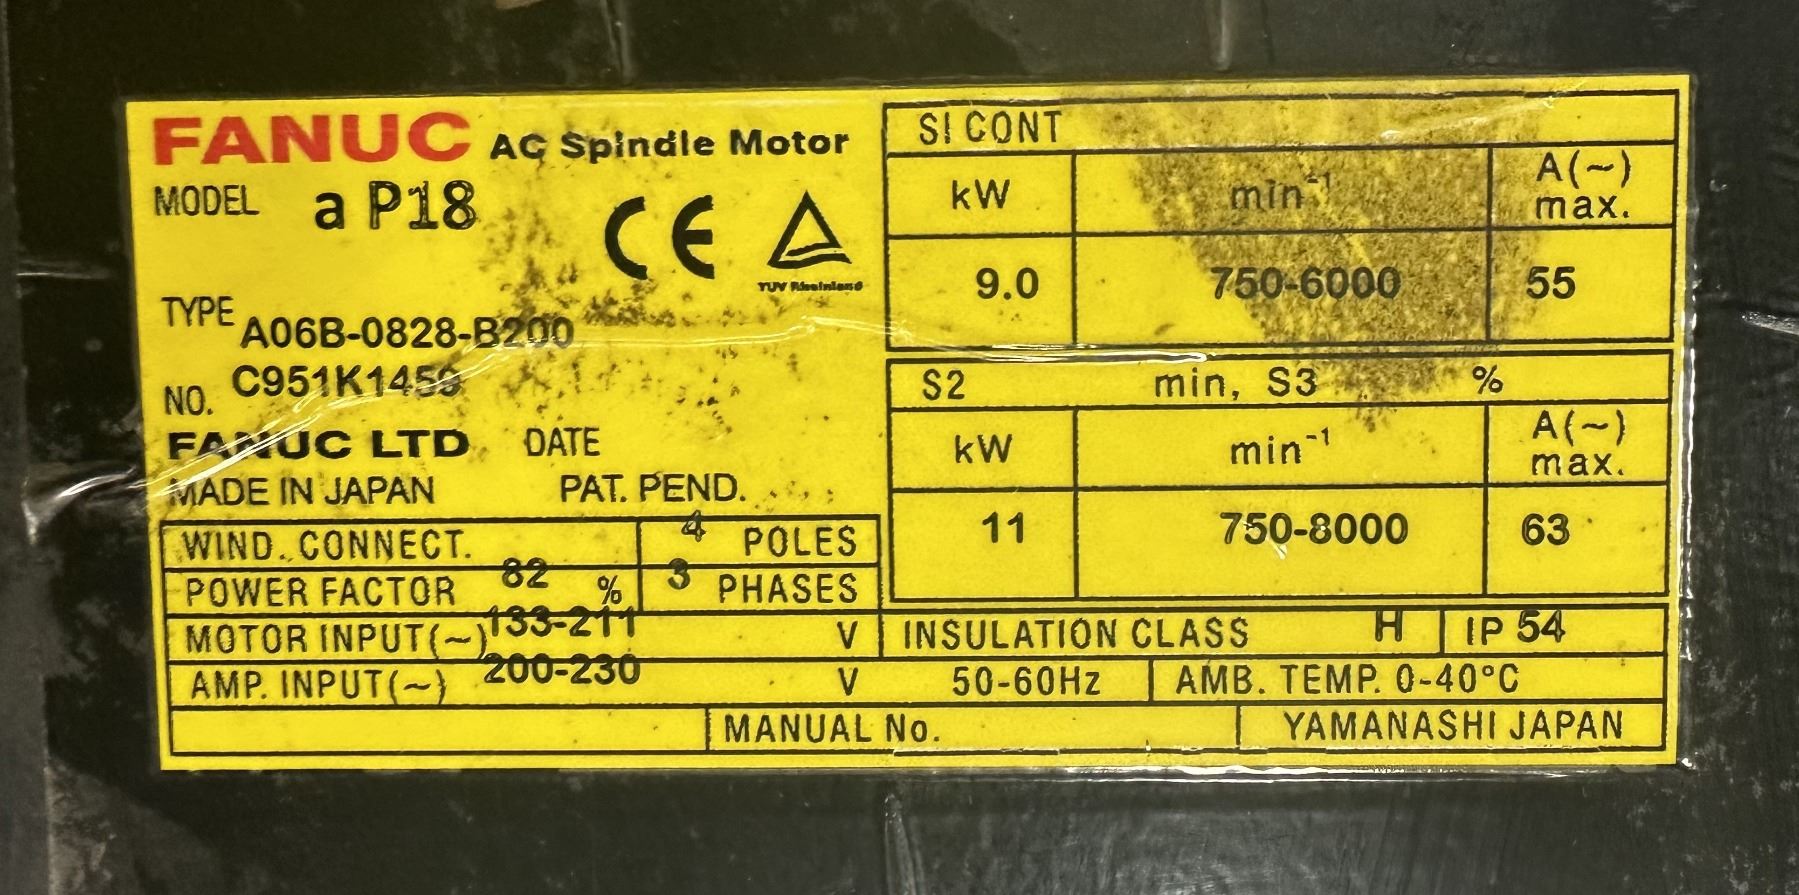 FANUC AC Spindle Motor
MODEL a P18
CE
TUV Rheinland
TYPE A06B-0828-B200
NO. C951K1459
FANUC LTD DATE
MADE IN JAPAN PAT. PEND.
WIND. CONNECT. 4 POLES
POWER FACTOR 82 % 3 PHASES
MOTOR INPUT(~) 133-211 V
AMP. INPUT(~) 200-230 V 50-60Hz AMB. TEMP. 0-40°C
SI CONT
kW min⁻¹ A(~) max.
9.0 750-6000 55
S2 min, S3 %
kW min⁻¹ A(~) max.
11 750-8000 63
INSULATION CLASS H IP 54
MANUAL No. YAMANASHI JAPAN